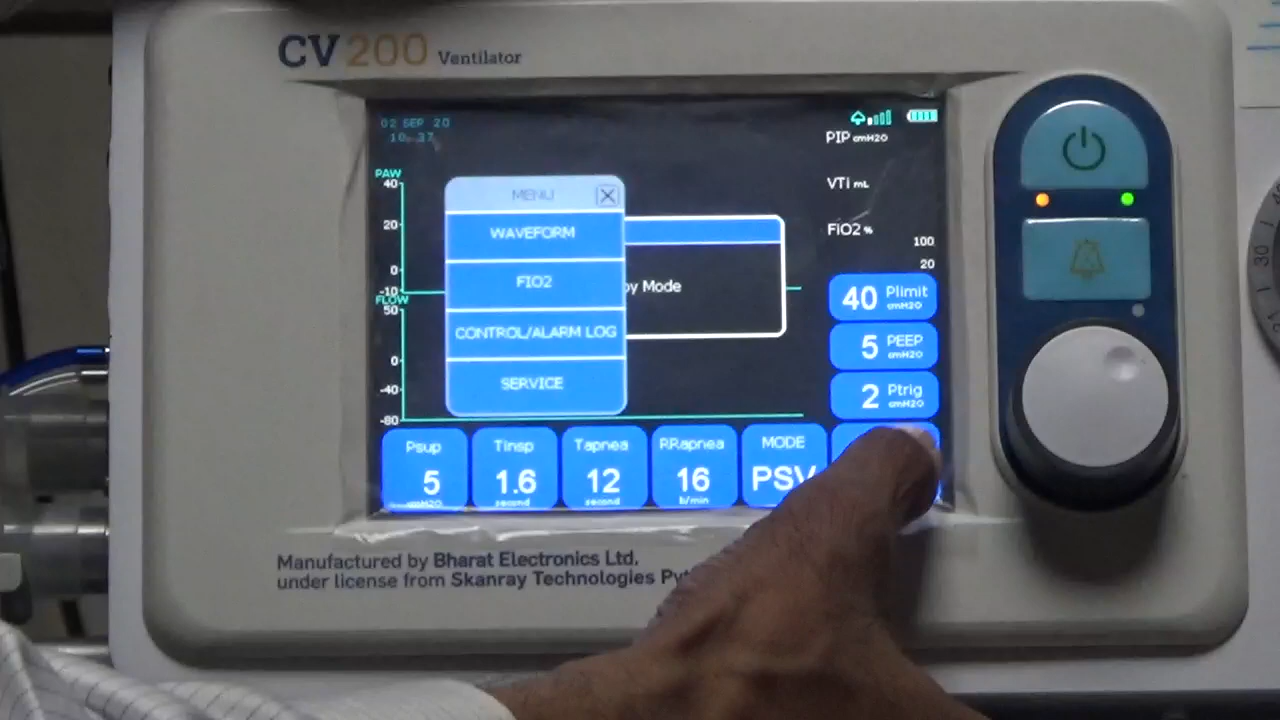 CV200 Ventilator
02 SEP 20
10:37
PIP cmH2O
PAW
40
20
0
-10
VTi mL
FiO2 %
100
20
MENU
WAVEFORM
FIO2
CONTROL/ALARM LOG
SERVICE
by Mode
FLOW
50
0
-40
-80
40 Plimit
cmH2O
5 PEEP
cmH2O
2 Ptrig
cmH2O
Psup
5
cmH2O
Tinsp
1.6
second
Tapnea
12
second
RRapnea
16
b/min
MODE
PSV
Manufactured by Bharat Electronics Ltd.
under license from Skanray Technologies Pvt
30